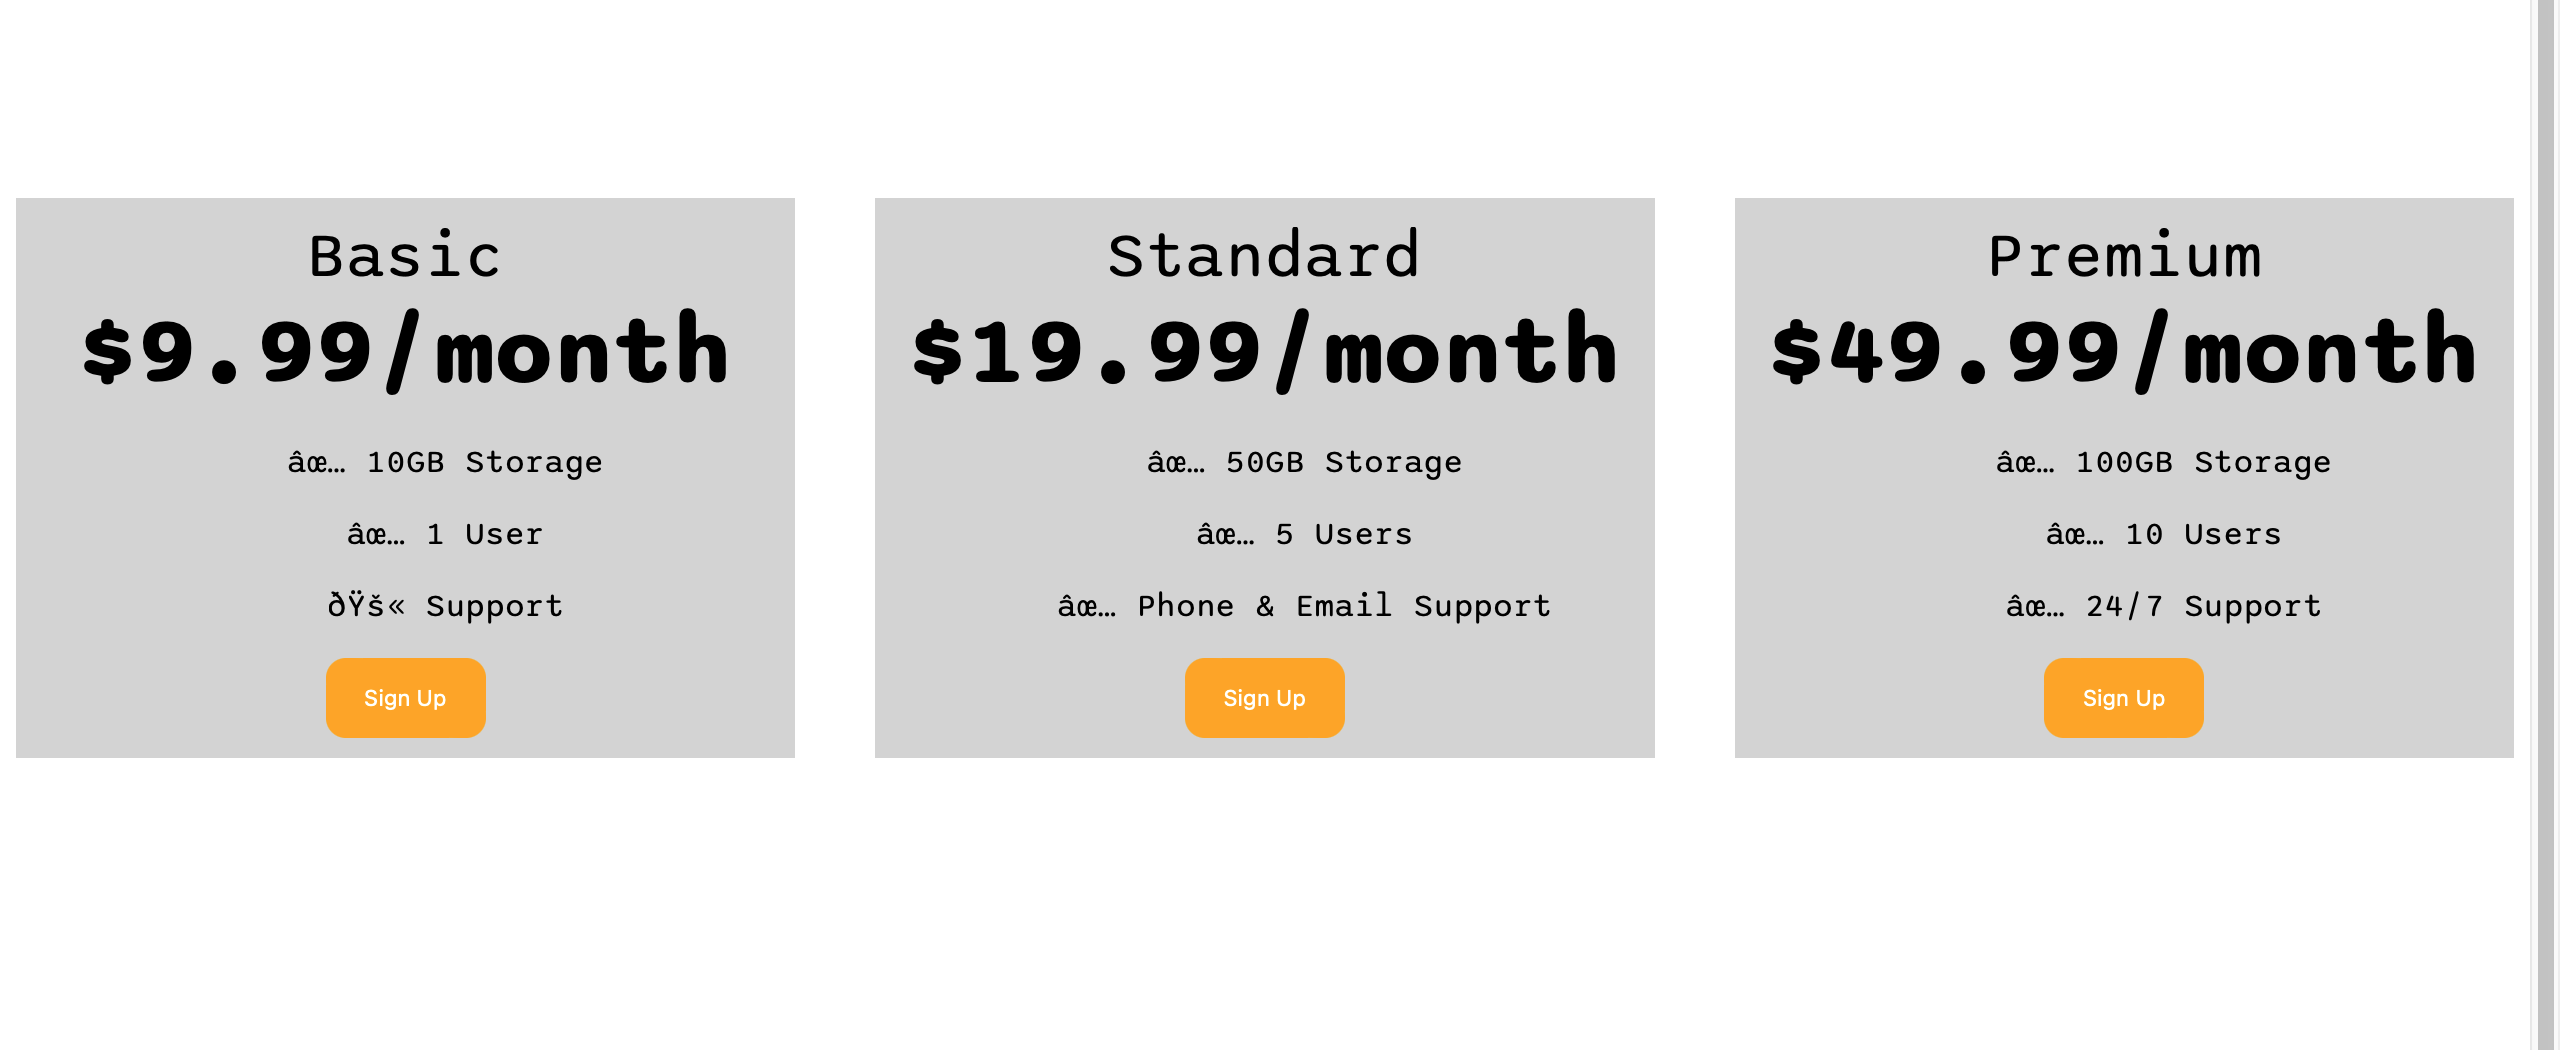 Basic
$9.99/month
âœ… 10GB Storage
âœ… 1 User
ðŸš« Support
Sign Up
Standard
$19.99/month
âœ… 50GB Storage
âœ… 5 Users
âœ… Phone & Email Support
Sign Up
Premium
$49.99/month
âœ… 100GB Storage
âœ… 10 Users
âœ… 24/7 Support
Sign Up